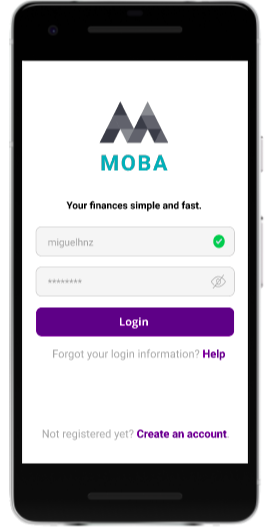 MOBA
Your finances simple and fast.
miguelhnz
********
Login
Forgot your login information? Help
Not registered yet? Create an account.